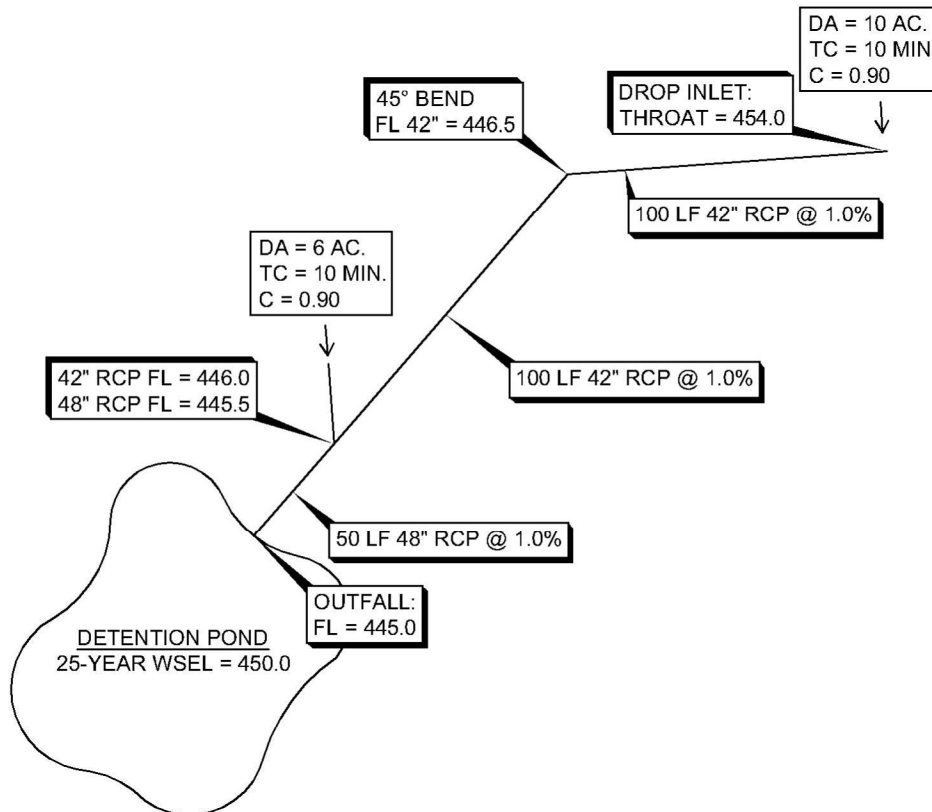 DA = 10 AC.
TC = 10 MIN.
C = 0.90
45° BEND
FL 42" = 446.5
DROP INLET:
THROAT = 454.0
100 LF 42" RCP @ 1.0%
DA = 6 AC.
TC = 10 MIN.
C = 0.90
42" RCP FL = 446.0
48" RCP FL = 445.5
100 LF 42" RCP @ 1.0%
50 LF 48" RCP @ 1.0%
OUTFALL:
FL = 445.0
DETENTION POND
25-YEAR WSEL = 450.0